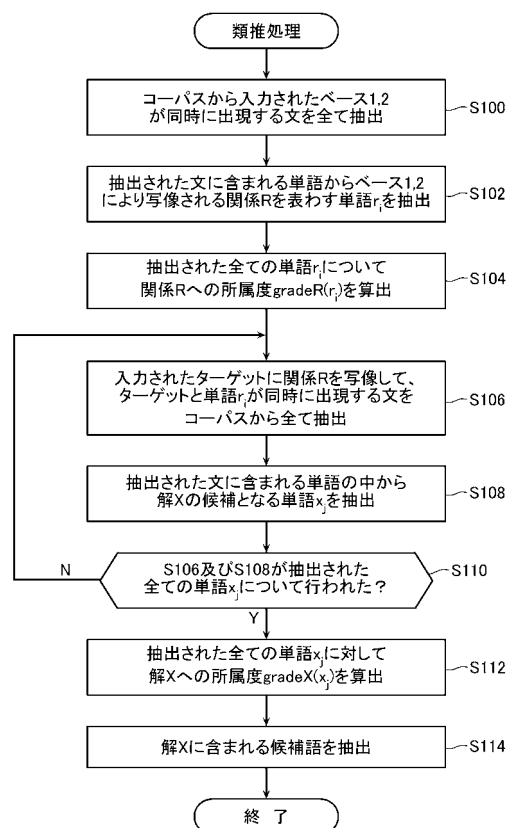 類推処理
コーパスから入力されたベース1,2
が同時に出現する文を全て抽出
S100
抽出された文に含まれる単語からベース1,2
により写像される関係Rを表わす単語riを抽出
S102
抽出された全ての単語riについて
関係Rへの所属度gradeR(ri)を算出
S104
入力されたターゲットに関係Rを写像して、
ターゲットと単語riが同時に出現する文を
コーパスから全て抽出
S106
抽出された文に含まれる単語の中から
解Xの候補となる単語xjを抽出
S108
S106及びS108が抽出された
全ての単語xjについて行われた？
S110
N
Y
抽出された全ての単語xjに対して
解Xへの所属度gradeX(xj)を算出
S112
解Xに含まれる候補語を抽出
S114
終 了